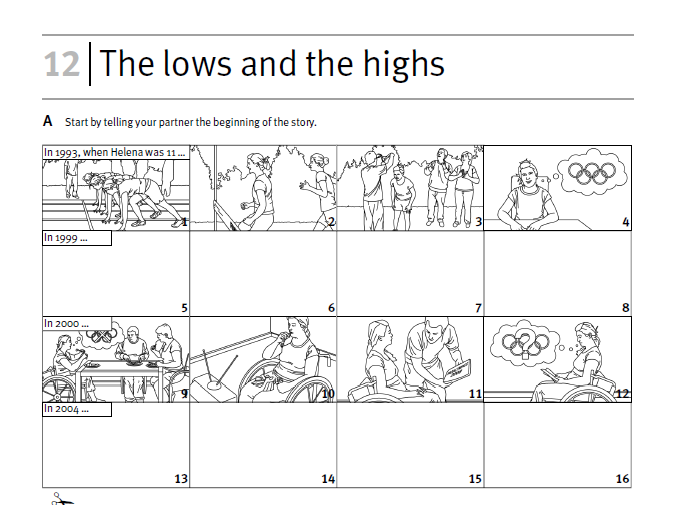 12 The lows and the highs
A Start by telling your partner the beginning of the story.
In 1993, when Helena was 11 ...
1
2
3
4
In 1999 ...
5
6
7
8
In 2000 ...
?
9
10
11
12
In 2004 ...
13
14
15
16